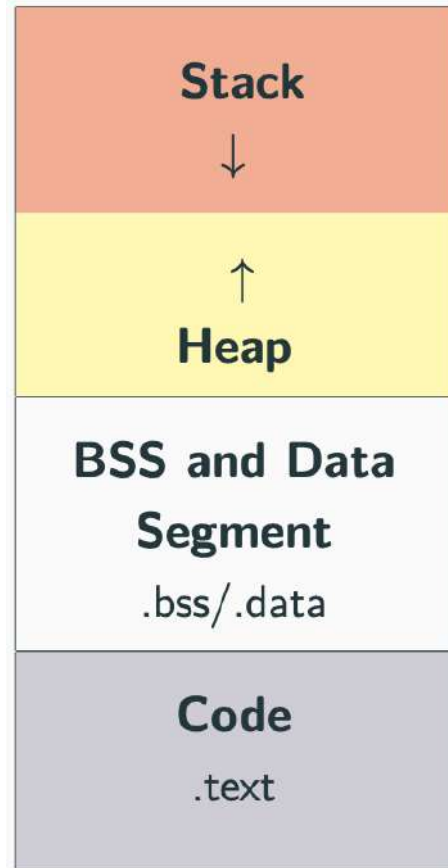 Stack
↓
↑
Heap
BSS and Data
Segment
.bss/.data
Code
.text